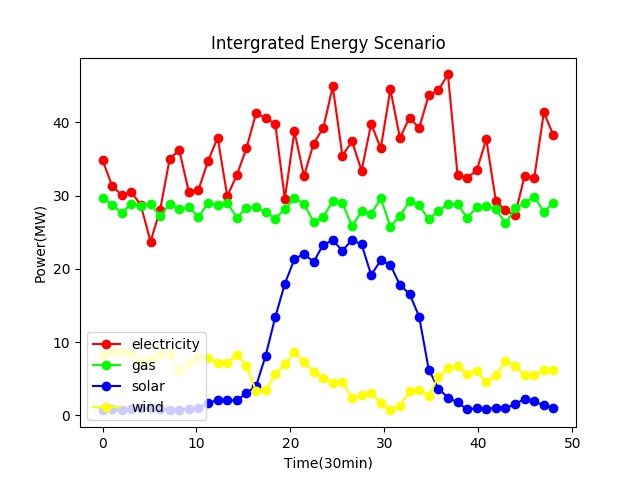 Intergrated Energy Scenario
Power(MW)
40
30
20
10
0
electricity
gas
solar
wind
0 10 20 30 40 50
Time(30min)